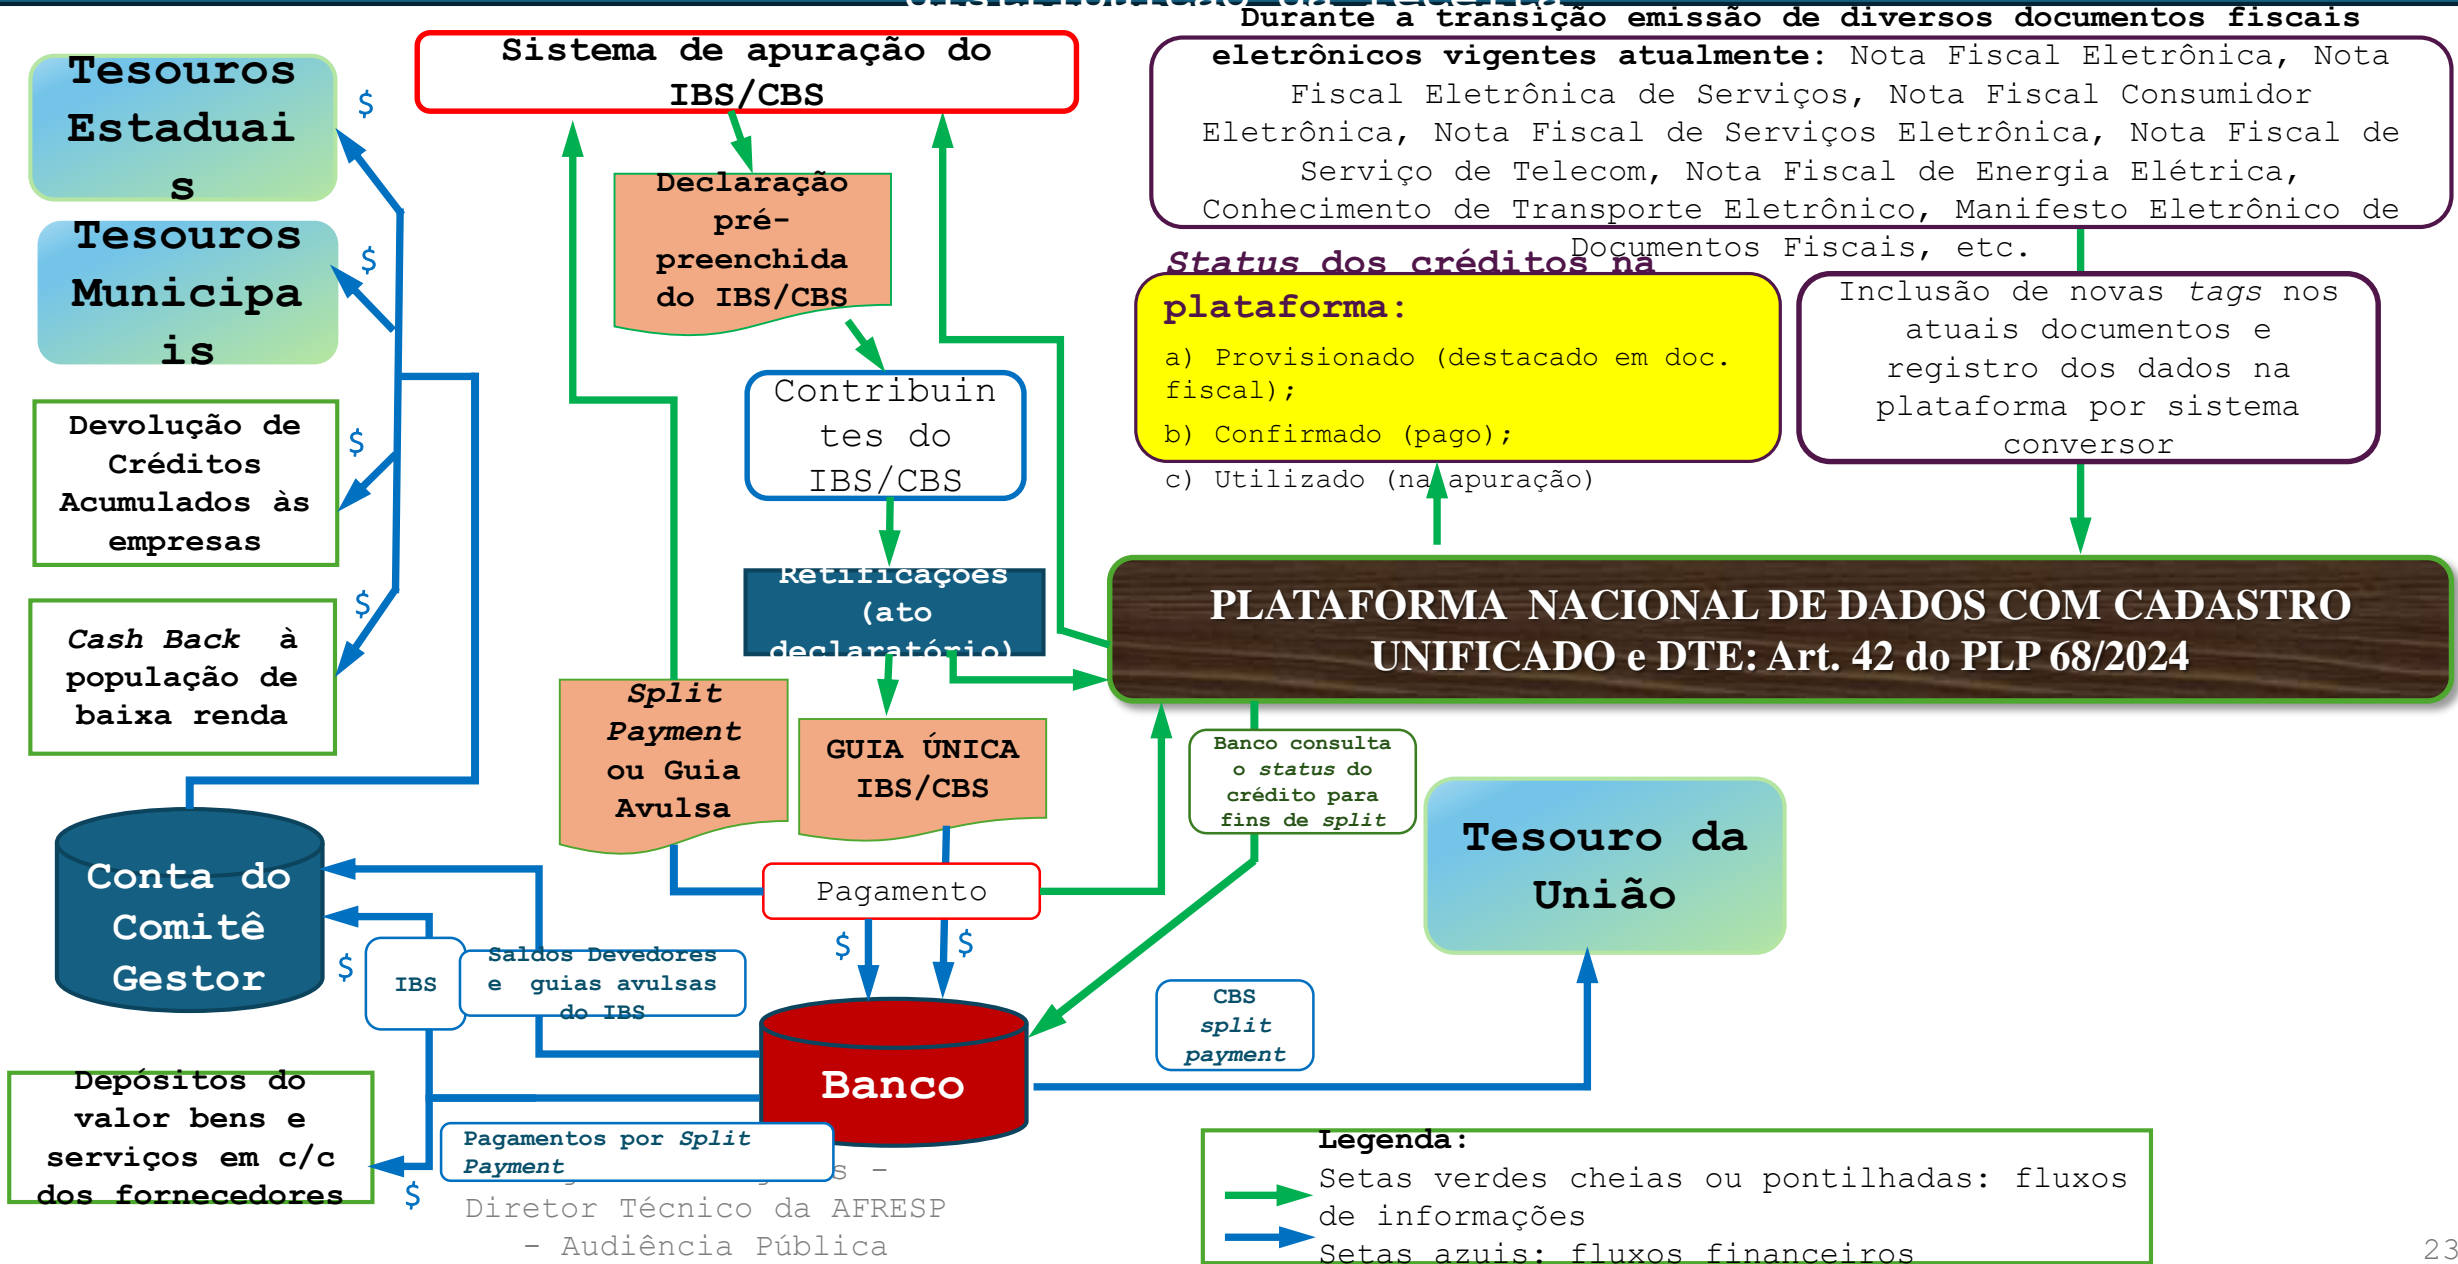 Durante a transição emissão de diversos documentos fiscais
eletrônicos vigentes atualmente: Nota Fiscal Eletrônica, Nota
Fiscal Eletrônica de Serviços, Nota Fiscal Consumidor
Eletrônica, Nota Fiscal de Serviços Eletrônica, Nota Fiscal de
Serviço de Telecom, Nota Fiscal de Energia Elétrica,
Conhecimento de Transporte Eletrônico, Manifesto Eletrônico de
Documentos Fiscais, etc.
Sistema de apuração do
IBS/CBS
Tesouros
Estaduai
s
$
Tesouros
Municipa
is
$
Declaração
pré-
preenchida
do IBS/CBS
Status dos créditos na
plataforma:
a) Provisionado (destacado em doc.
fiscal);
b) Confirmado (pago);
c) Utilizado (na apuração)
Inclusão de novas tags nos
atuais documentos e
registro dos dados na
plataforma por sistema
conversor
Contribuin
tes do
IBS/CBS
Devolução de
Créditos
Acumulados às
empresas
$
Cash Back à
população de
baixa renda
$
Retificações
(ato
declaratório)
PLATAFORMA NACIONAL DE DADOS COM CADASTRO
UNIFICADO e DTE: Art. 42 do PLP 68/2024
Split
Payment
ou Guia
Avulsa
GUIA ÚNICA
IBS/CBS
Banco consulta
o status do
crédito para
fins de split
Tesouro da
União
Conta do
Comitê
Gestor
Pagamento
$
$
$
IBS
Saldos Devedores
e guias avulsas
do IBS
CBS
split
payment
Banco
Depósitos do
valor bens e
serviços em c/c
dos fornecedores
$
Pagamentos por Split
Payment
s -
Diretor Técnico da AFRESP
- Audiência Pública
Legenda:
Setas verdes cheias ou pontilhadas: fluxos
de informações
Setas azuis: fluxos financeiros
23